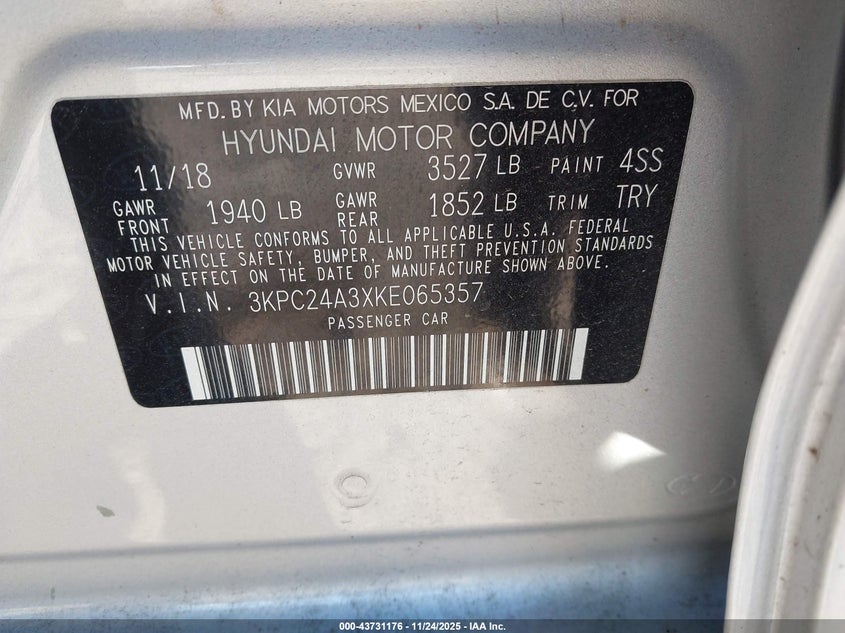 MFD. BY KIA MOTORS MEXICO S.A. DE C.V. FOR
HYUNDAI MOTOR COMPANY
11/18 GVWR 3527 LB PAINT 4SS
GAWR FRONT 1940 LB GAWR REAR 1852 LB TRIM TRY
THIS VEHICLE CONFORMS TO ALL APPLICABLE U.S.A. FEDERAL
MOTOR VEHICLE SAFETY, BUMPER, AND THEFT PREVENTION STANDARDS
IN EFFECT ON THE DATE OF MANUFACTURE SHOWN ABOVE.
V.I.N. 3KPC24A3XKE065357
PASSENGER CAR
000-43731176 - 11/24/2025 - IAA Inc.